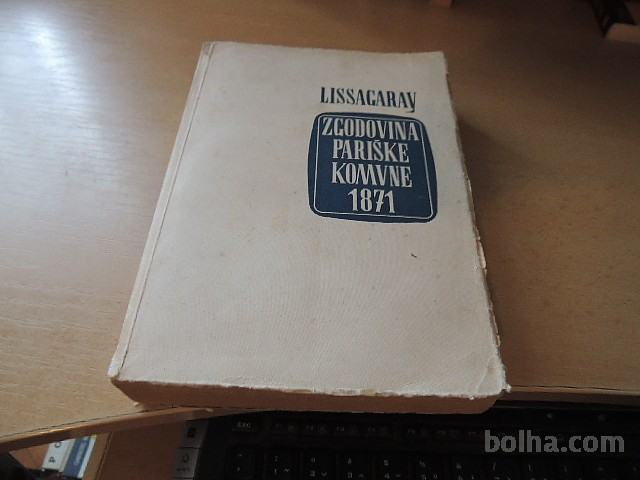 LISSAGARAY
ZGODOVINA
PARIŠKE
KOMUNE
1871
bolha.com